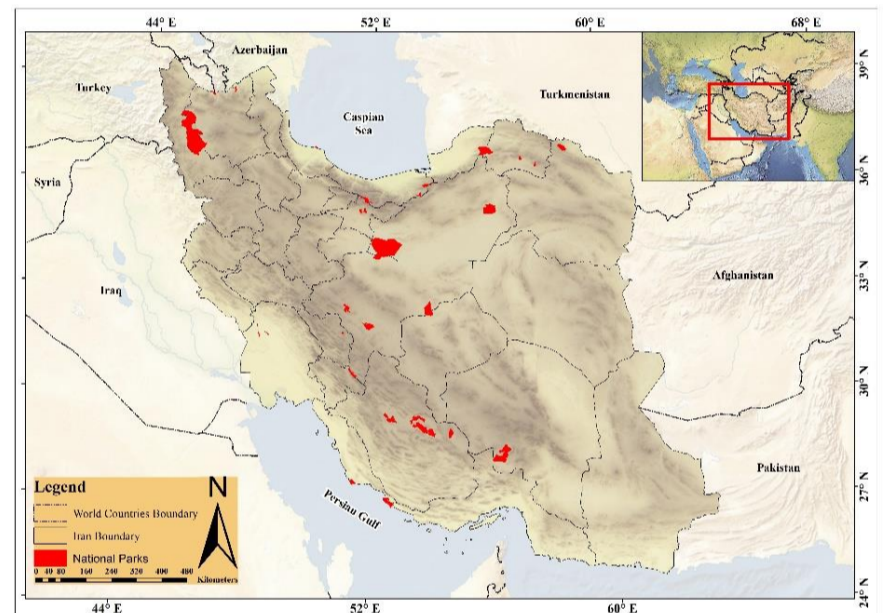 44° E
52° E
60° E
68° E
Azerbaijan
39° N
Turkey
Turkmenistan
Caspian
Sea
36° N
Syria
Afghanistan
33° N
Iraq
30° N
Pakistan
27° N
Persian Gulf
Legend
N
World Countries Boundary
Iran Boundary
National Parks
0 40 80 160 240 320 400 480
Kilometers
24° N
44° E
52° E
60° E